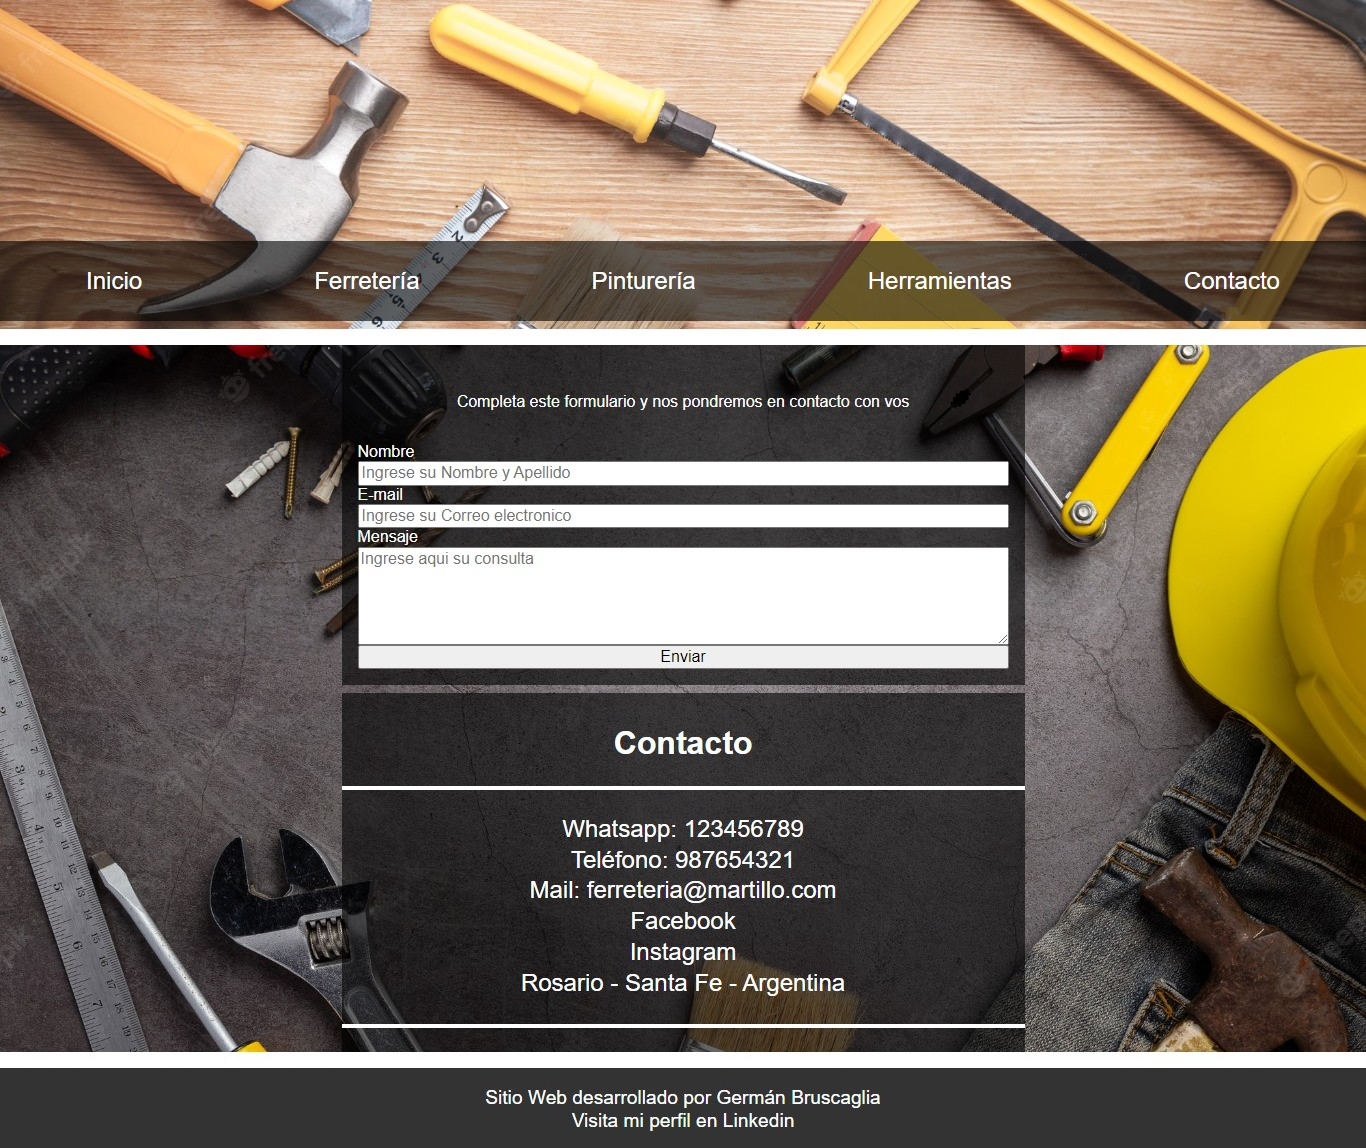 Inicio Ferretería Pinturería Herramientas Contacto
Completa este formulario y nos pondremos en contacto con vos
Nombre
Ingrese su Nombre y Apellido
E-mail
Ingrese su Correo electronico
Mensaje
Ingrese aqui su consulta
Enviar
Contacto
Whatsapp: 123456789
Teléfono: 987654321
Mail: ferreteria@martillo.com
Facebook
Instagram
Rosario - Santa Fe - Argentina
Sitio Web desarrollado por Germán Bruscaglia
Visita mi perfil en Linkedin